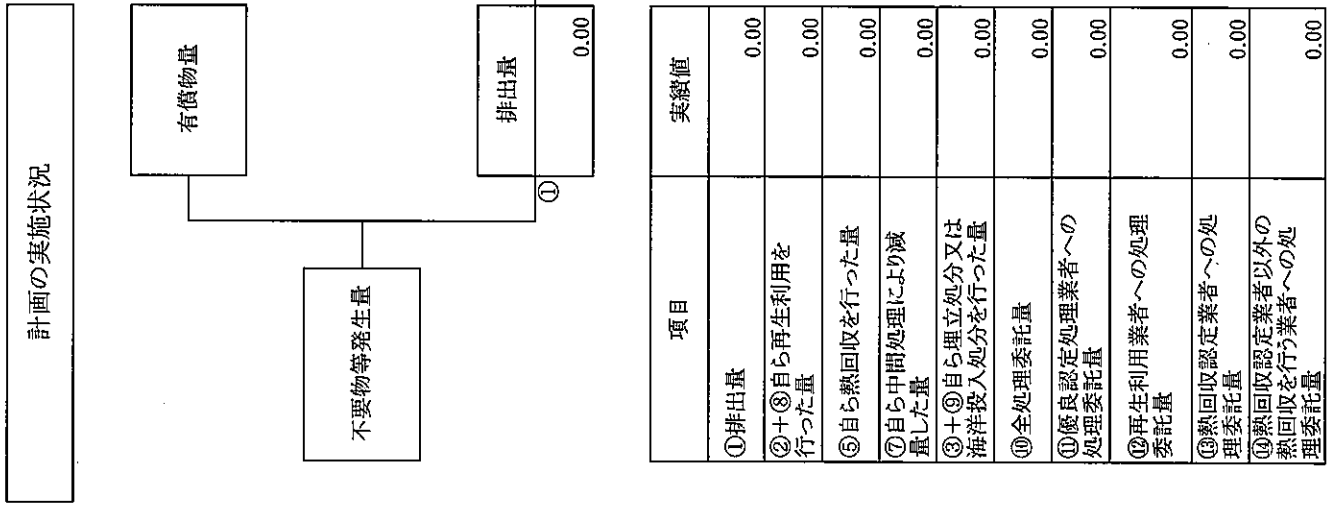 計画の実施状況
不要物等発生量
有償物量
①
排出量
0.00
項目
実績値
①排出量
0.00
②+⑧自ら再生利用を
行った量
0.00
⑤自ら熱回収を行った量
0.00
⑦自ら中間処理により減
量した量
0.00
③+⑨自ら埋立処分又は
海洋投入処分を行った量
0.00
⑩全処理委託量
0.00
⑪優良認定処理業者への
処理委託量
0.00
⑫再生利用業者への処理
委託量
0.00
⑬熱回収認定業者への処
理委託量
0.00
⑭熱回収認定業者以外の
熱回収を行う業者への処
理委託量
0.00